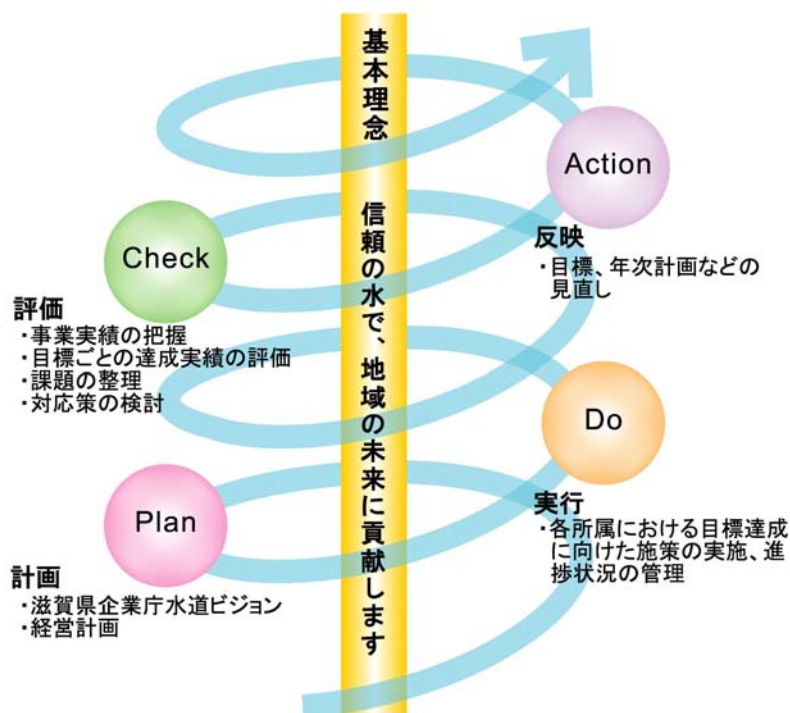 基本理念　信頼の水で、地域の未来に貢献します
Action
反映
・目標、年次計画などの
見直し
Check
評価
・事業実績の把握
・目標ごとの達成実績の評価
・課題の整理
・対応策の検討
Do
実行
・各所属における目標達成
に向けた施策の実施、進
捗状況の管理
Plan
計画
・滋賀県企業庁水道ビジョン
・経営計画